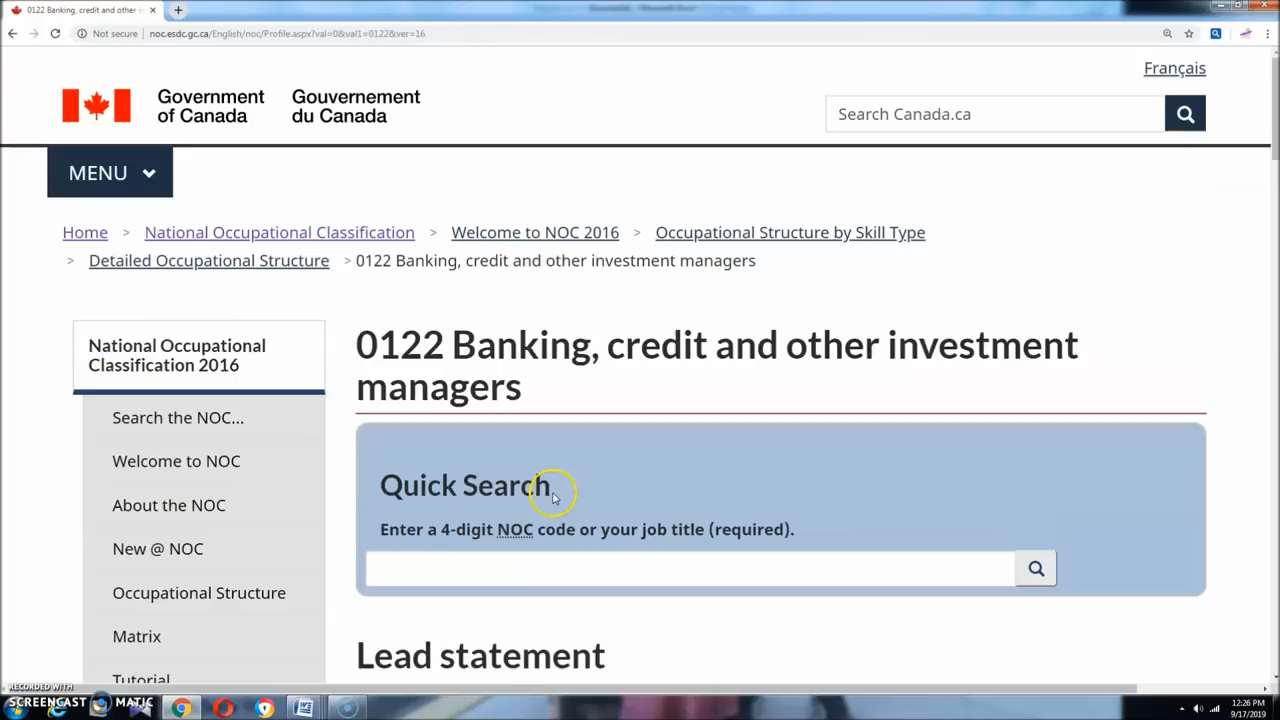 0122 Banking, credit and other in
Not secure
noc.esdc.gc.ca/English/noc/Profile.aspx?val=0&val1=0122&ver=16
Français
Government of Canada
Gouvernement du Canada
Search Canada.ca
MENU
Home > National Occupational Classification > Welcome to NOC 2016 > Occupational Structure by Skill Type
> Detailed Occupational Structure > 0122 Banking, credit and other investment managers
National Occupational
Classification 2016
Search the NOC...
Welcome to NOC
About the NOC
New @ NOC
Occupational Structure
Matrix
Tutorial
0122 Banking, credit and other investment
managers
Quick Search
Enter a 4-digit NOC code or your job title (required).
Lead statement
RECORDED WITH
SCREENCAST MATIC
12:26 PM
9/17/2019